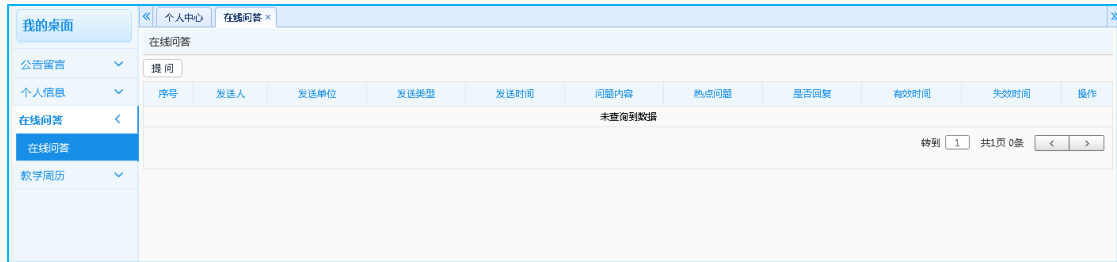 我的桌面
公告留言
个人信息
在线问答
在线问答
教学周历
个人中心 在线问答 ×
在线问答
提 问
序号 发送人 发送单位 发送类型 发送时间 问题内容 热点问题 是否回复 有效时间 失效时间 操作
未查询到数据
转到 1 共1页 0条 < >